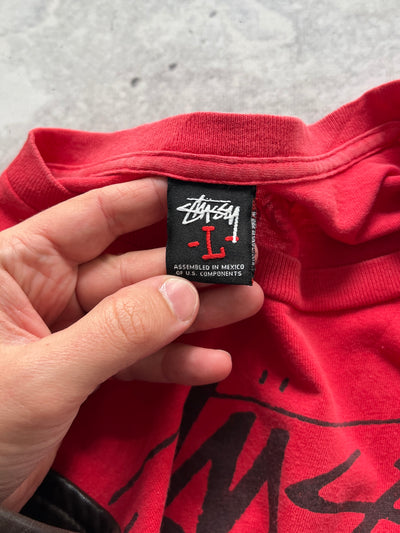 Stüssy
-L-
ASSEMBLED IN MEXICO
OF U.S. COMPONENTS